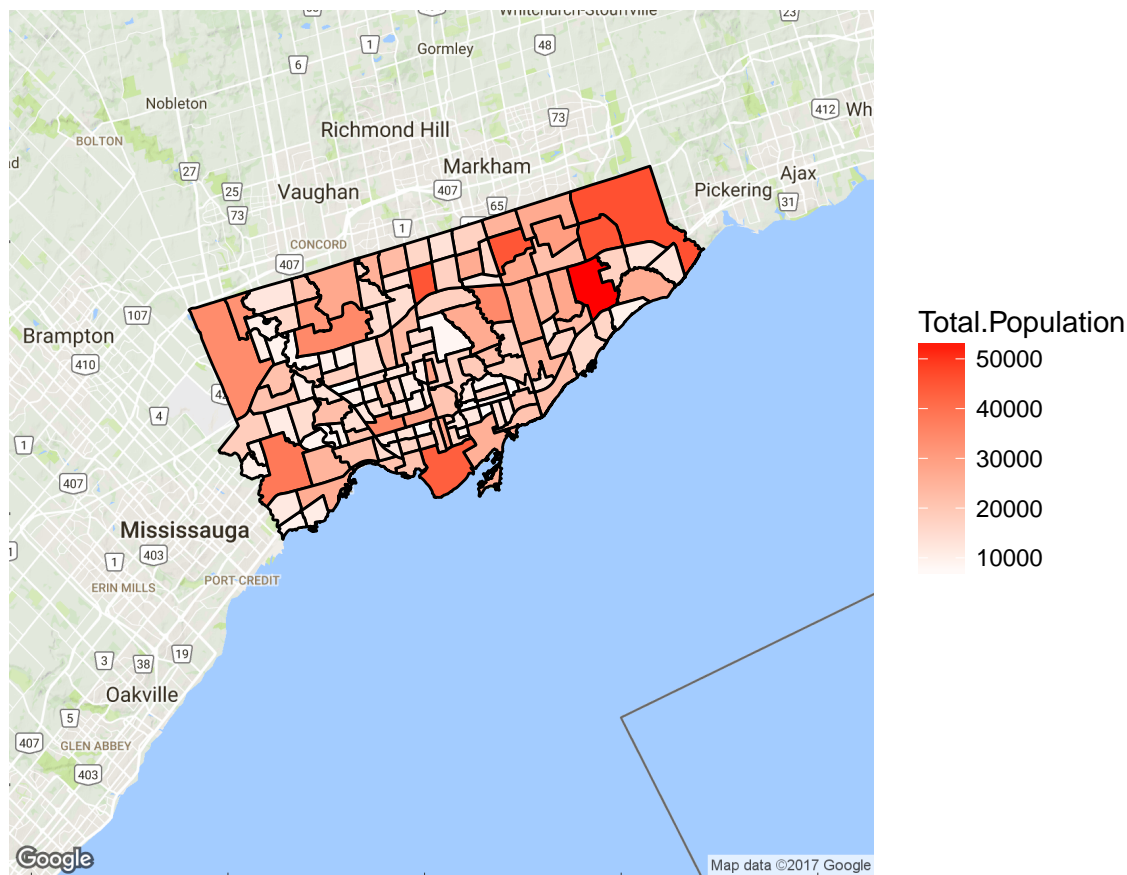 Whitchurch-Stouffville
23
1
Gormley
48
6
Nobleton
412
Wh
73
BOLTON
Richmond Hill
Markham
27
25
Vaughan
407
Pickering
Ajax
31
65
73
1
CONCORD
407
107
Brampton
410
4
1
407
Mississauga
1
403
ERIN MILLS
PORT CREDIT
3
38
19
Oakville
5
407
GLEN ABBEY
403
Google
Map data ©2017 Google
Total.Population
50000
40000
30000
20000
10000